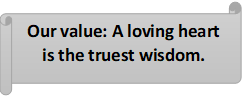 Our value: A loving heart
is the truest wisdom.